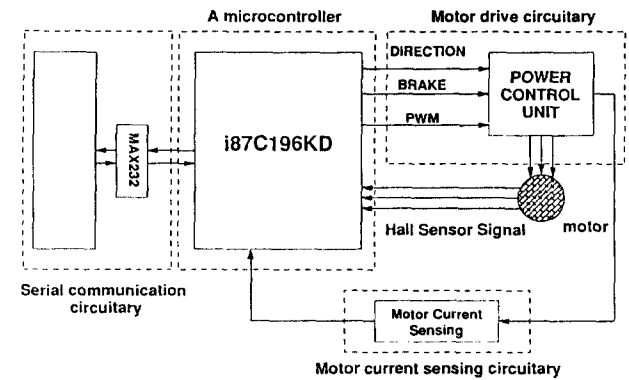 A microcontroller
Motor drive circuitary
DIRECTION
BRAKE
PWM
POWER
CONTROL
UNIT
i87C196KD
MAX232
Hall Sensor Signal
motor
Serial communication
circuitary
Motor Current
Sensing
Motor current sensing circuitary